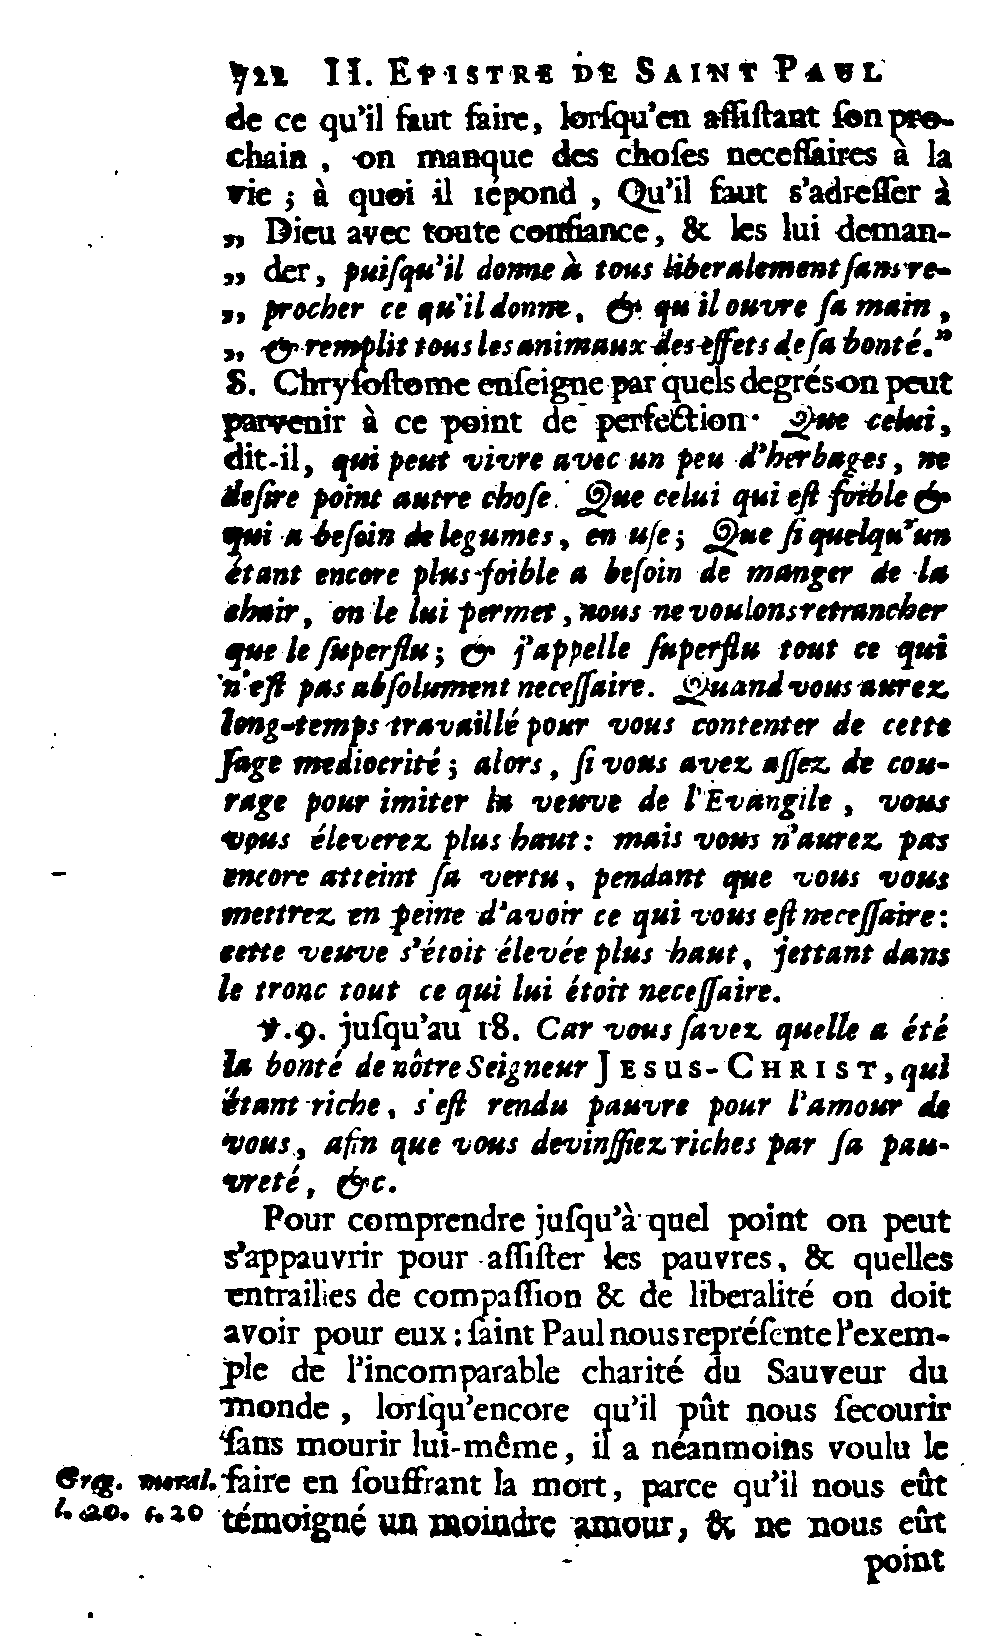 722 II. EPISTRE DE SAINT PAUL
de ce qu'il faut faire, lorſqu'en aſſiſtant ſon pro-
chain, on manque des choſes neceſſaires à la
vie ; à quoi il répond, Qu'il faut s'adreſſer à
„ Dieu avec toute confiance, & les lui deman-
„ der, puiſqu'il donne à tous liberalement ſans re-
„ procher ce qu'il donne, & qu'il ouvre ſa main,
„ & remplit tous les animaux des effets de ſa bonté.”
S. Chryſoſtome enſeigne par quels degrés on peut
parvenir à ce point de perfection. Que celui,
dit-il, qui peut vivre avec un peu d'herbages, ne
deſire point autre choſe. Que celui qui eſt foible &
qui a beſoin de legumes, en uſe; Que ſi quelqu'un
étant encore plus foible a beſoin de manger de la
chair, on le lui permet, nous ne voulons retrancher
que le ſuperflu; & j'appelle ſuperflu tout ce qui
n'eſt pas abſolument neceſſaire. Quand vous aurez
long-temps travaillé pour vous contenter de cette
ſage mediocrité ; alors, ſi vous avez aſſez de cou-
rage pour imiter la veuve de l'Evangile, vous
vous éleverez plus haut: mais vous n'aurez pas
encore atteint ſa vertu, pendant que vous vous
mettrez en peine d'avoir ce qui vous eſt neceſſaire:
cette veuve s'étoit élevée plus haut, jettant dans
le tronc tout ce qui lui étoit neceſſaire.
℣.9. juſqu'au 18. Car vous ſavez quelle a été
la bonté de nôtre Seigneur JESUS-CHRIST, qui
étant riche, s'eſt rendu pauvre pour l'amour de
vous, afin que vous devinſſiez riches par ſa pau-
vreté, &c.
Pour comprendre juſqu'à quel point on peut
s'appauvrir pour aſſiſter les pauvres, & quelles
entrailles de compaſſion & de liberalité on doit
avoir pour eux : ſaint Paul nous repréſente l'exem-
ple de l'incomparable charité du Sauveur du
monde, lorſqu'encore qu'il pût nous ſecourir
ſans mourir lui-même, il a néanmoins voulu le
Greg. moral. faire en ſouffrant la mort, parce qu'il nous eût
l. 20. c. 20 témoigné un moindre amour, & ne nous eût
point